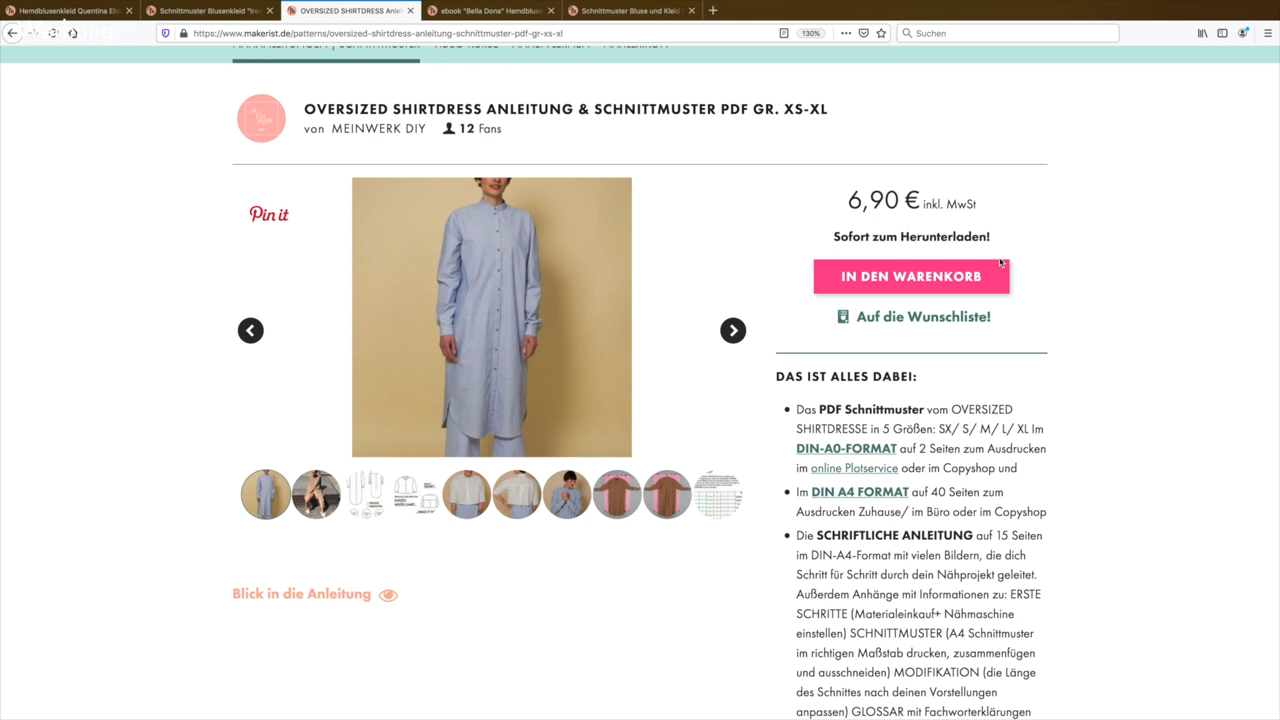 Hemdblusenkleid Quentina Ebo
Schnittmuster Blusenkleid "Ire
OVERSIZED SHIRTDRESS Anlei
ebook "Bella Dona" Hemdbluse
Schnittmuster Bluse und Kleid
https://www.makerist.de/patterns/oversized-shirtdress-anleitung-schnittmuster-pdf-gr-xs-xl
130%
Suchen
OVERSIZED SHIRTDRESS ANLEITUNG & SCHNITTMUSTER PDF GR. XS-XL
von MEINWERK DIY 12 Fans
Pin it
6,90 € inkl. MwSt
Sofort zum Herunterladen!
IN DEN WARENKORB
Auf die Wunschliste!
DAS IST ALLES DABEI:
Das PDF Schnittmuster vom OVERSIZED
SHIRTDRESSE in 5 Größen: SX/ S/ M/ L/ XL Im
DIN-A0-FORMAT auf 2 Seiten zum Ausdrucken
im online Plotservice oder im Copyshop und
Im DIN A4 FORMAT auf 40 Seiten zum
Ausdrucken Zuhause/ im Büro oder im Copyshop
Die SCHRIFTLICHE ANLEITUNG auf 15 Seiten
im DIN-A4-Format mit vielen Bildern, die dich
Schritt für Schritt durch dein Nähprojekt geleitet.
Außerdem Anhänge mit Informationen zu: ERSTE
SCHRITTE (Materialeinkauf+ Nähmaschine
einstellen) SCHNITTMUSTER (A4 Schnittmuster
im richtigen Maßstab drucken, zusammenfügen
und ausschneiden) MODIFIKATION (die Länge
des Schnittes nach deinen Vorstellungen
anpassen) GLOSSAR mit Fachworterklärungen
Blick in die Anleitung